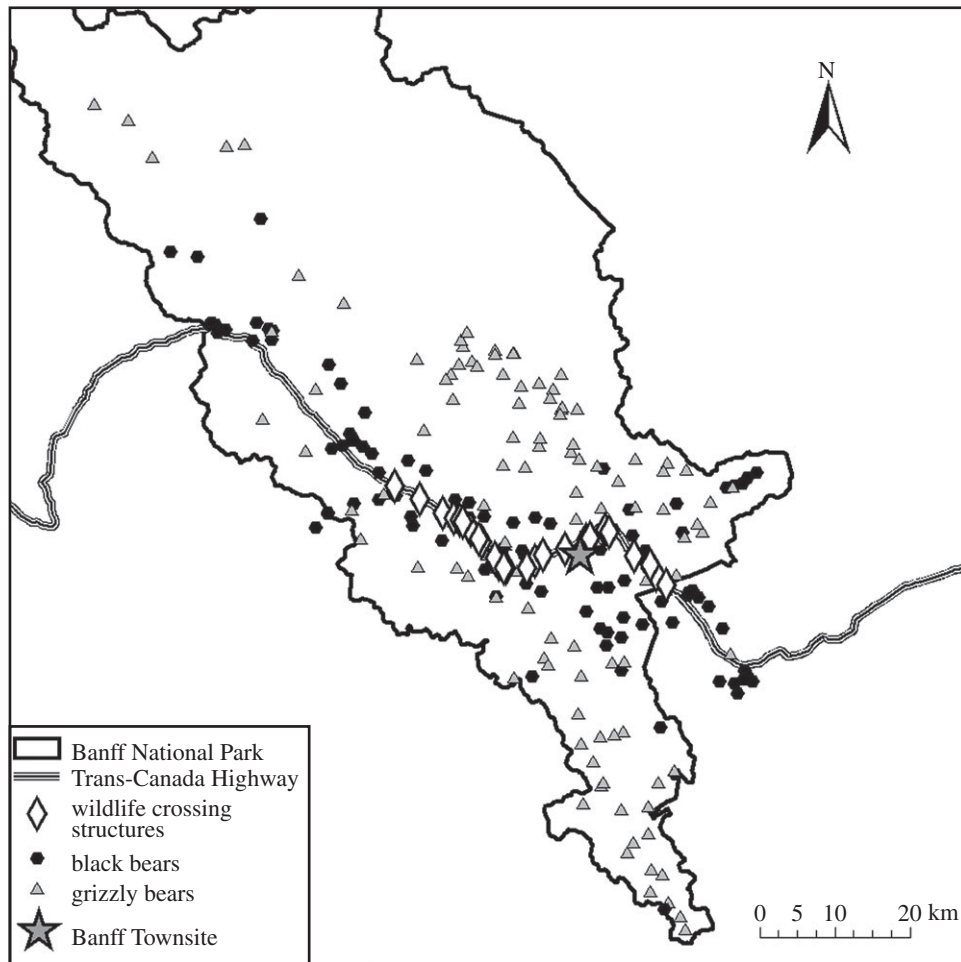 N
Banff National Park
Trans-Canada Highway
wildlife crossing
structures
black bears
grizzly bears
Banff Townsite
0 5 10 20 km